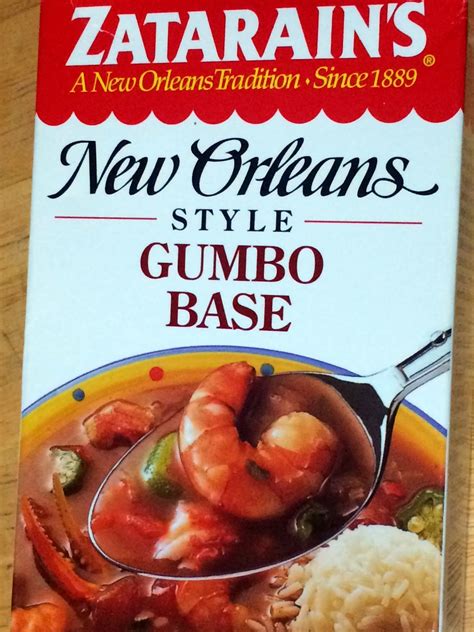 ZATARAIN'S®
A New Orleans Tradition · Since 1889
New Orleans
STYLE
GUMBO
BASE